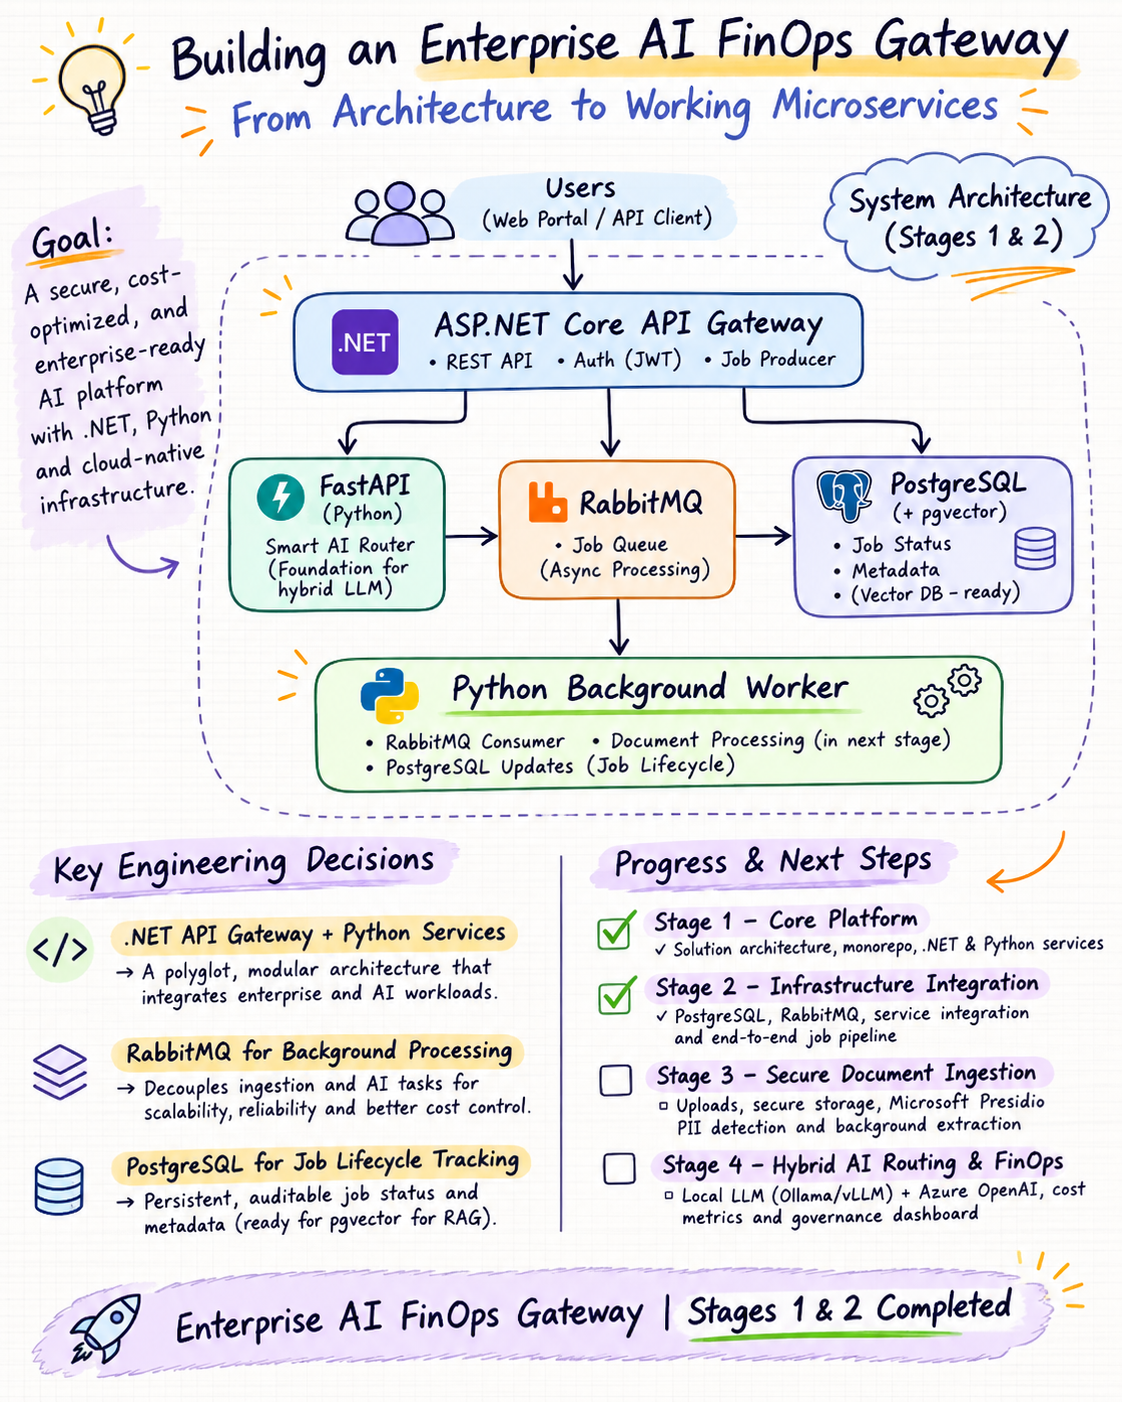 Building an Enterprise AI FinOps Gateway
From Architecture to Working Microservices
Users
(Web Portal / API Client)
System Architecture
(Stages 1 & 2)
Goal:
A secure, cost-
optimized, and
enterprise-ready
AI platform
with .NET, Python
and cloud-native
infrastructure.
.NET
ASP.NET Core API Gateway
• REST API • Auth (JWT) • Job Producer
FastAPI
(Python)
Smart AI Router
(Foundation for
hybrid LLM)
RabbitMQ
• Job Queue
(Async Processing)
PostgreSQL
(+ pgvector)
• Job Status
• Metadata
• (Vector DB - ready)
Python Background Worker
• RabbitMQ Consumer • Document Processing (in next stage)
• PostgreSQL Updates (Job Lifecycle)
Key Engineering Decisions
</>
.NET API Gateway + Python Services
→ A polyglot, modular architecture that
integrates enterprise and AI workloads.
RabbitMQ for Background Processing
→ Decouples ingestion and AI tasks for
scalability, reliability and better cost control.
PostgreSQL for Job Lifecycle Tracking
→ Persistent, auditable job status and
metadata (ready for pgvector for RAG).
Progress & Next Steps
Stage 1 - Core Platform
✓ Solution architecture, monorepo, .NET & Python services
Stage 2 - Infrastructure Integration
✓ PostgreSQL, RabbitMQ, service integration
and end-to-end job pipeline
Stage 3 - Secure Document Ingestion
▫ Uploads, secure storage, Microsoft Presidio
PII detection and background extraction
Stage 4 - Hybrid AI Routing & FinOps
▫ Local LLM (Ollama/vLLM) + Azure OpenAI, cost
metrics and governance dashboard
Enterprise AI FinOps Gateway | Stages 1 & 2 Completed